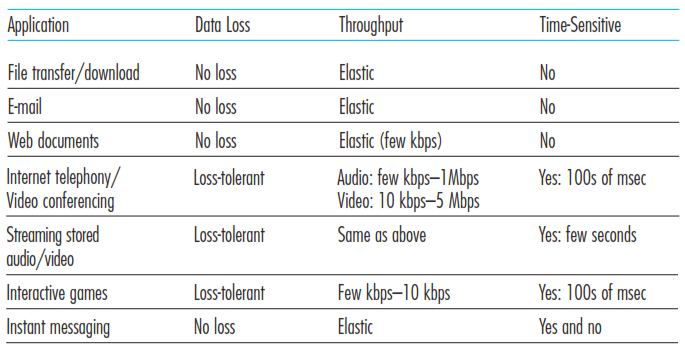 Application Data Loss Throughput Time-Sensitive
File transfer/download No loss Elastic No
E-mail No loss Elastic No
Web documents No loss Elastic (few kbps) No
Internet telephony/ Loss-tolerant Audio: few kbps–1Mbps Yes: 100s of msec
Video conferencing Video: 10 kbps–5 Mbps
Streaming stored Loss-tolerant Same as above Yes: few seconds
audio/video
Interactive games Loss-tolerant Few kbps–10 kbps Yes: 100s of msec
Instant messaging No loss Elastic Yes and no